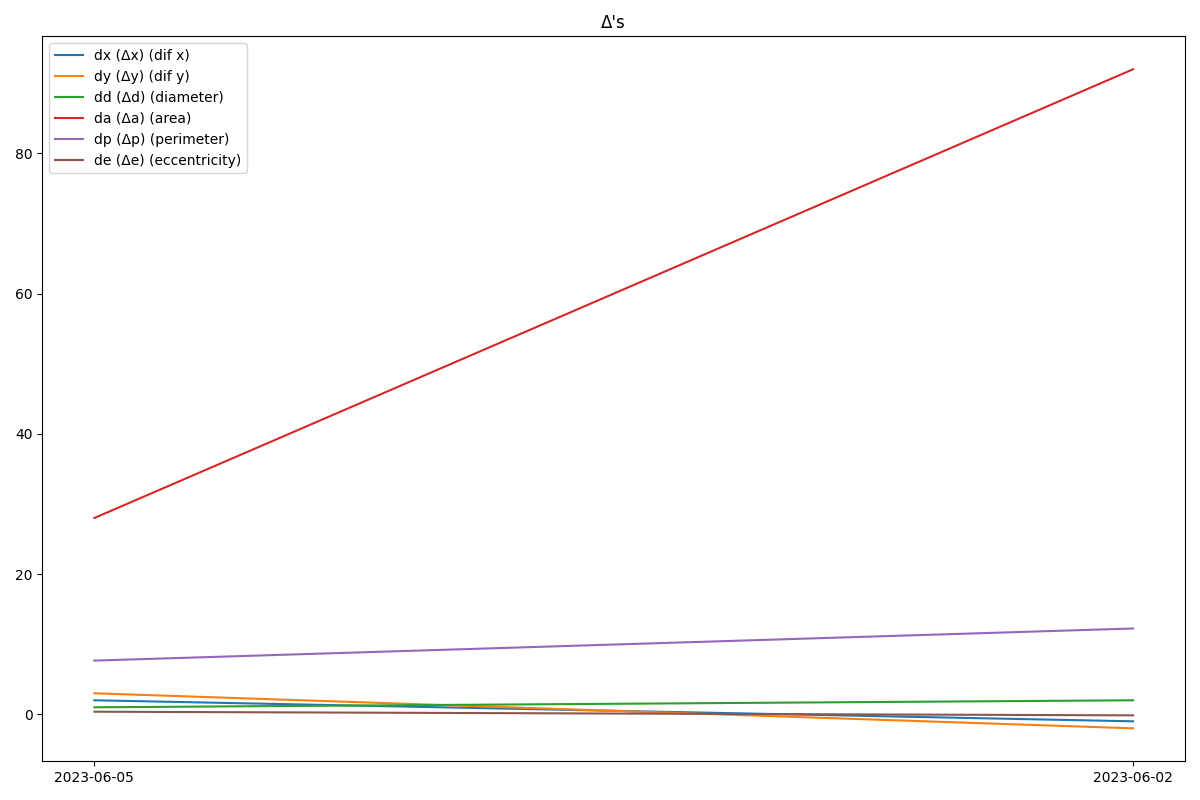 Δ's
dx (Δx) (dif x)
dy (Δy) (dif y)
dd (Δd) (diameter)
da (Δa) (area)
dp (Δp) (perimeter)
de (Δe) (eccentricity)
80
60
40
20
0
2023-06-05 2023-06-02